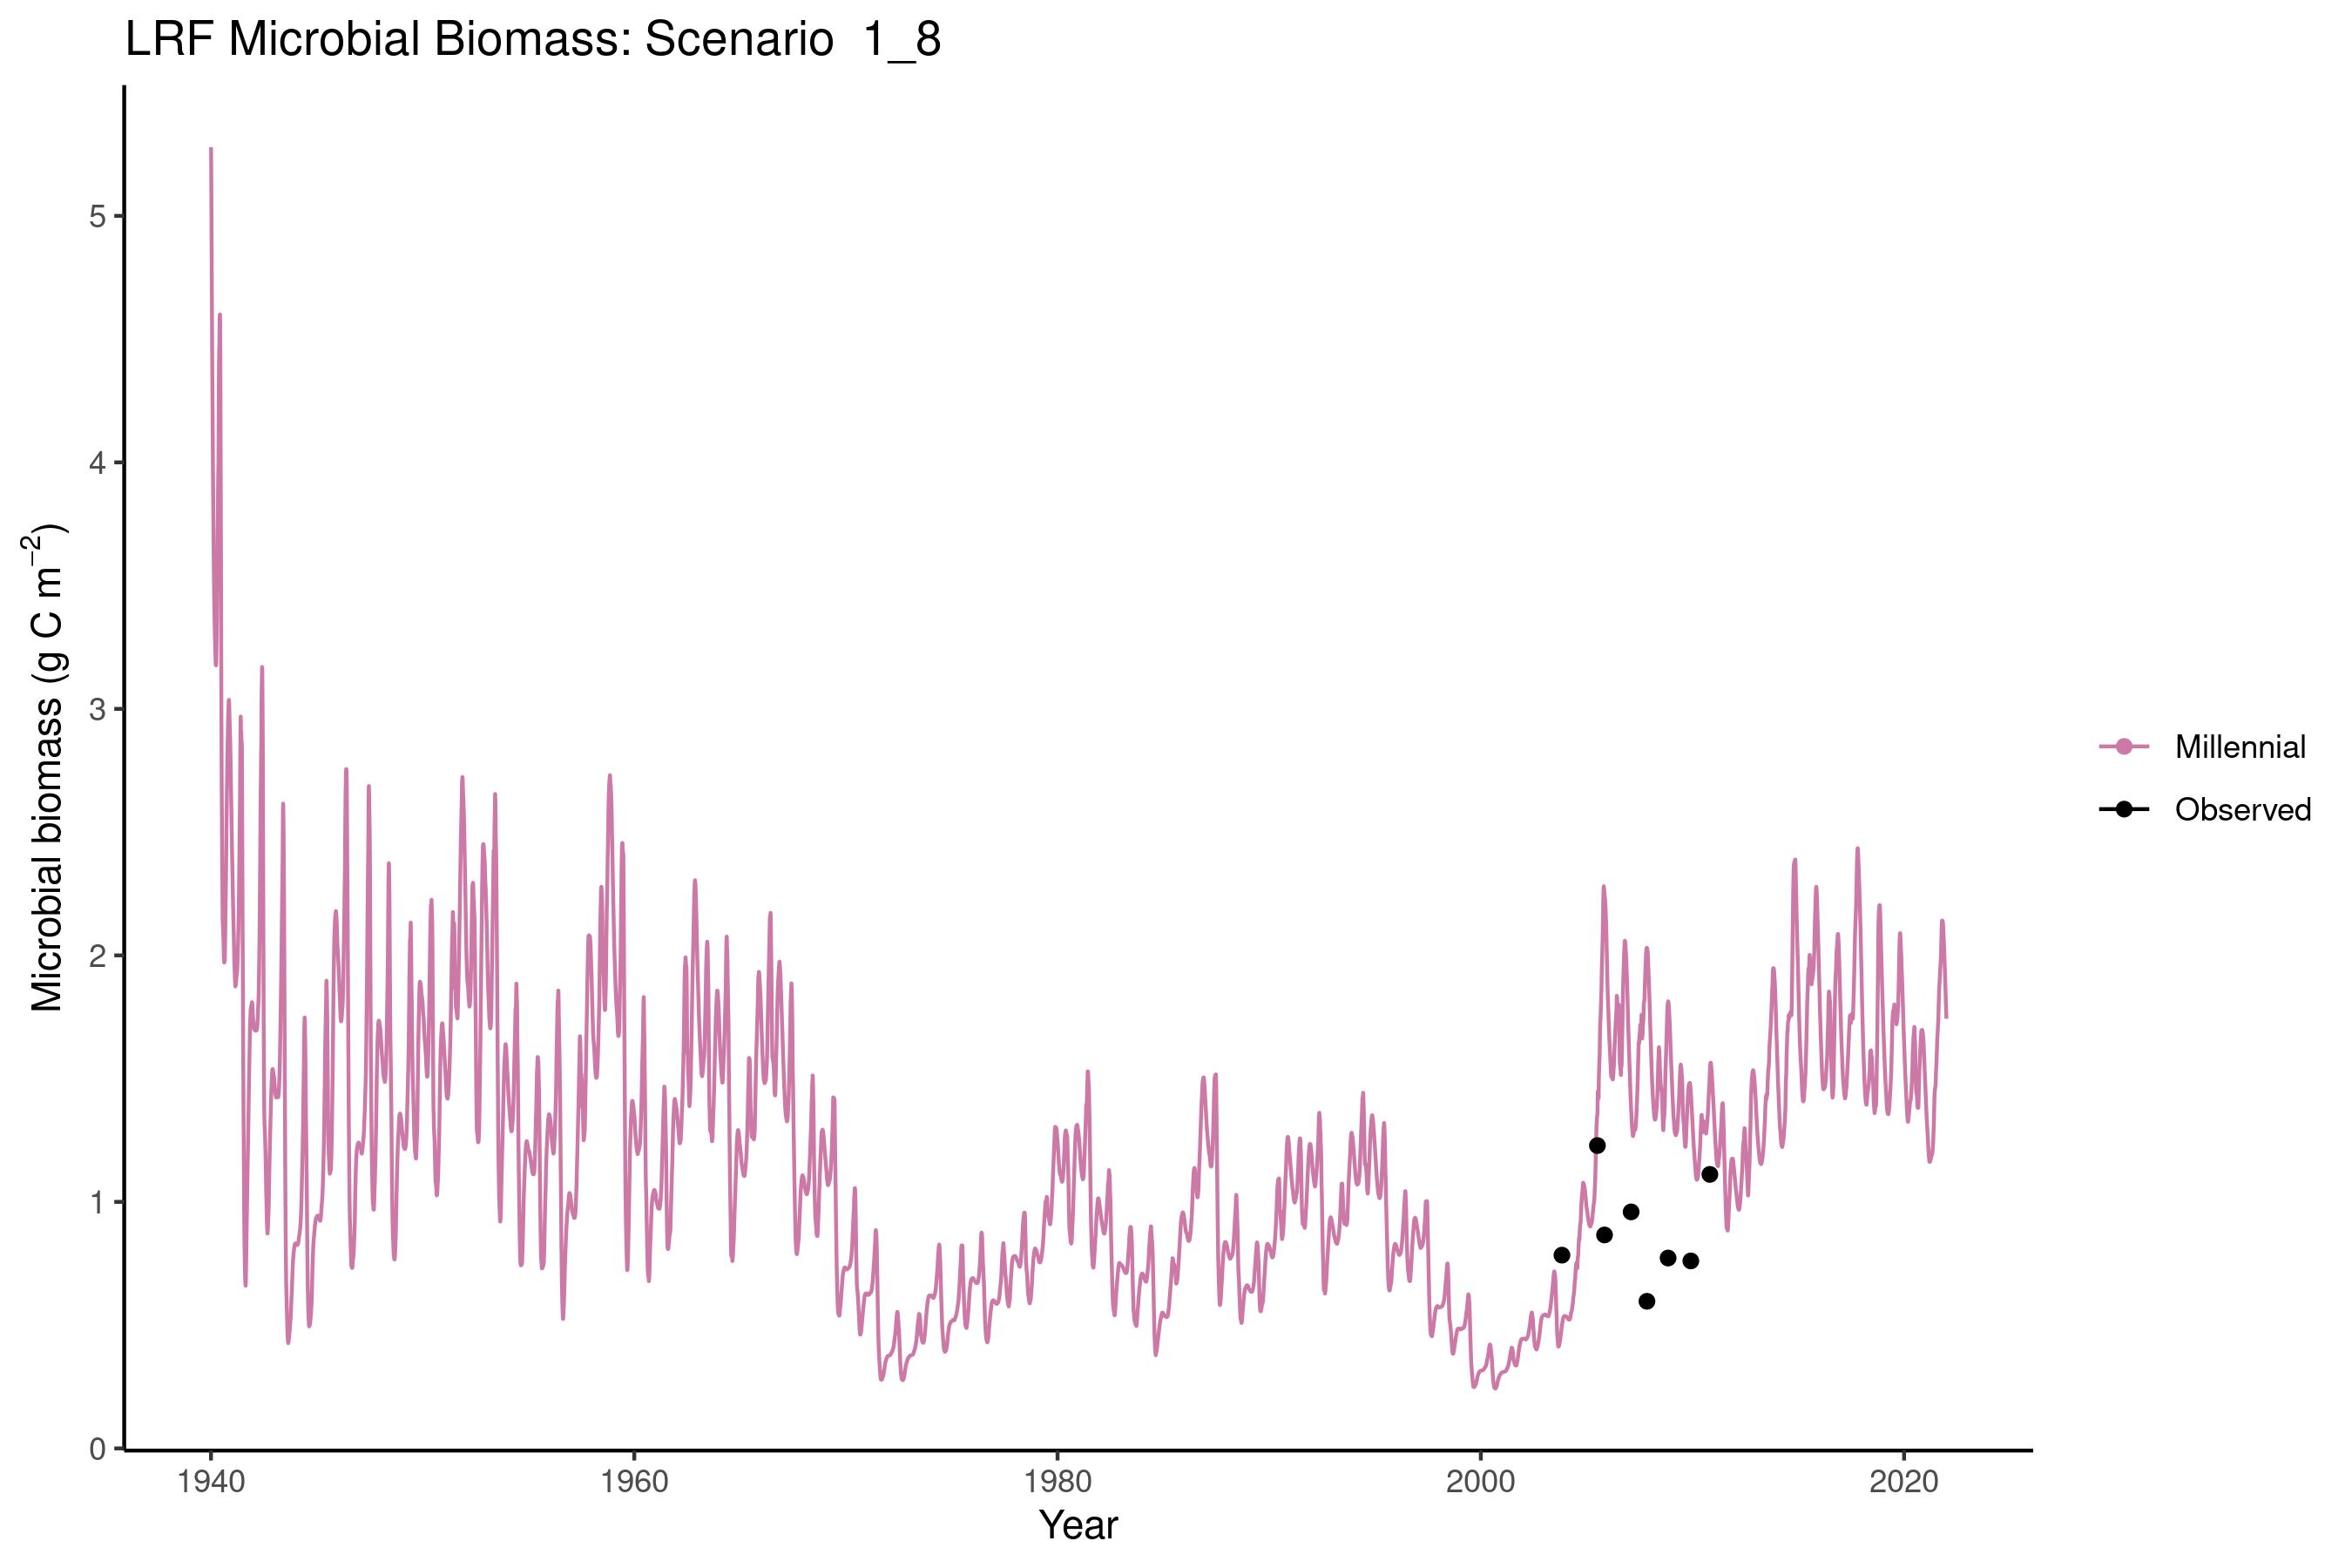 LRF Microbial Biomass: Scenario  1_8
5
4
3
2
1
0
Microbial biomass (g C m⁻²)
1940 1960 1980 2000 2020
Year
Millennial
Observed